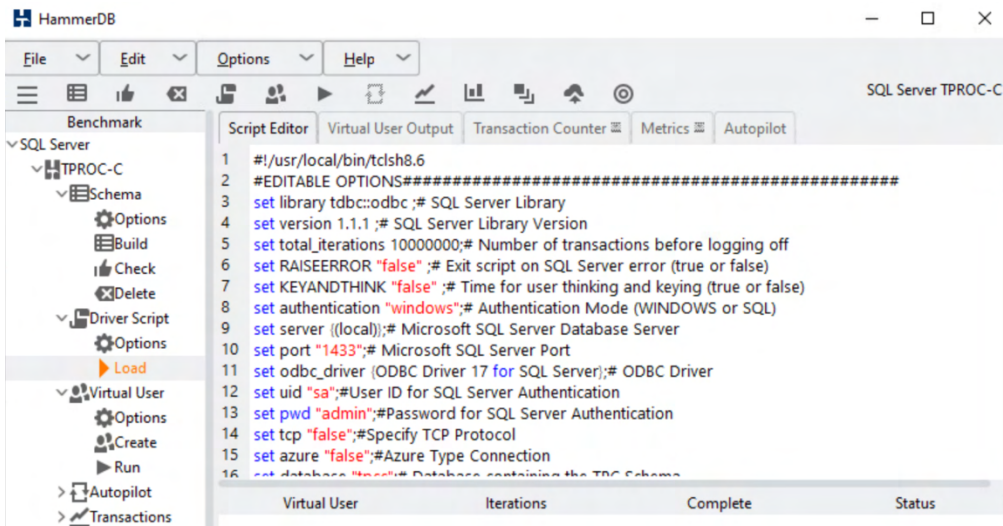 HammerDB
File Edit Options Help
SQL Server TPROC-C
Benchmark
SQL Server
TPROC-C
Schema
Options
Build
Check
Delete
Driver Script
Options
Load
Virtual User
Options
Create
Run
Autopilot
Transactions
Script Editor Virtual User Output Transaction Counter Metrics Autopilot
1 #!/usr/local/bin/tclsh8.6
2 #EDITABLE OPTIONS##################################################
3 set library tdbc::odbc ;# SQL Server Library
4 set version 1.1.1 ;# SQL Server Library Version
5 set total_iterations 10000000;# Number of transactions before logging off
6 set RAISEERROR "false" ;# Exit script on SQL Server error (true or false)
7 set KEYANDTHINK "false" ;# Time for user thinking and keying (true or false)
8 set authentication "windows";# Authentication Mode (WINDOWS or SQL)
9 set server {(local)};# Microsoft SQL Server Database Server
10 set port "1433";# Microsoft SQL Server Port
11 set odbc_driver {ODBC Driver 17 for SQL Server};# ODBC Driver
12 set uid "sa";#User ID for SQL Server Authentication
13 set pwd "admin";#Password for SQL Server Authentication
14 set tcp "false";#Specify TCP Protocol
15 set azure "false";#Azure Type Connection
16 set database "tpcc";# Database containing the TPC Schema
Virtual User Iterations Complete Status